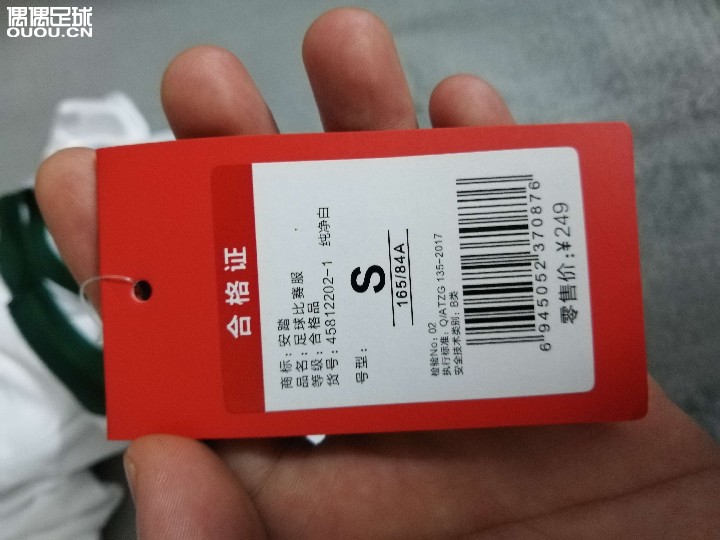 偶偶足球
OUOU.CN
合格证
商标：安踏
品名：足球比赛服
等级：合格品
货号：45812202-1 纯净白
号型：
S
165/84A
检验No：02
执行标准：Q/ATZG 135-2017
安全技术类别：B类
6 945052 370876
零售价：¥249